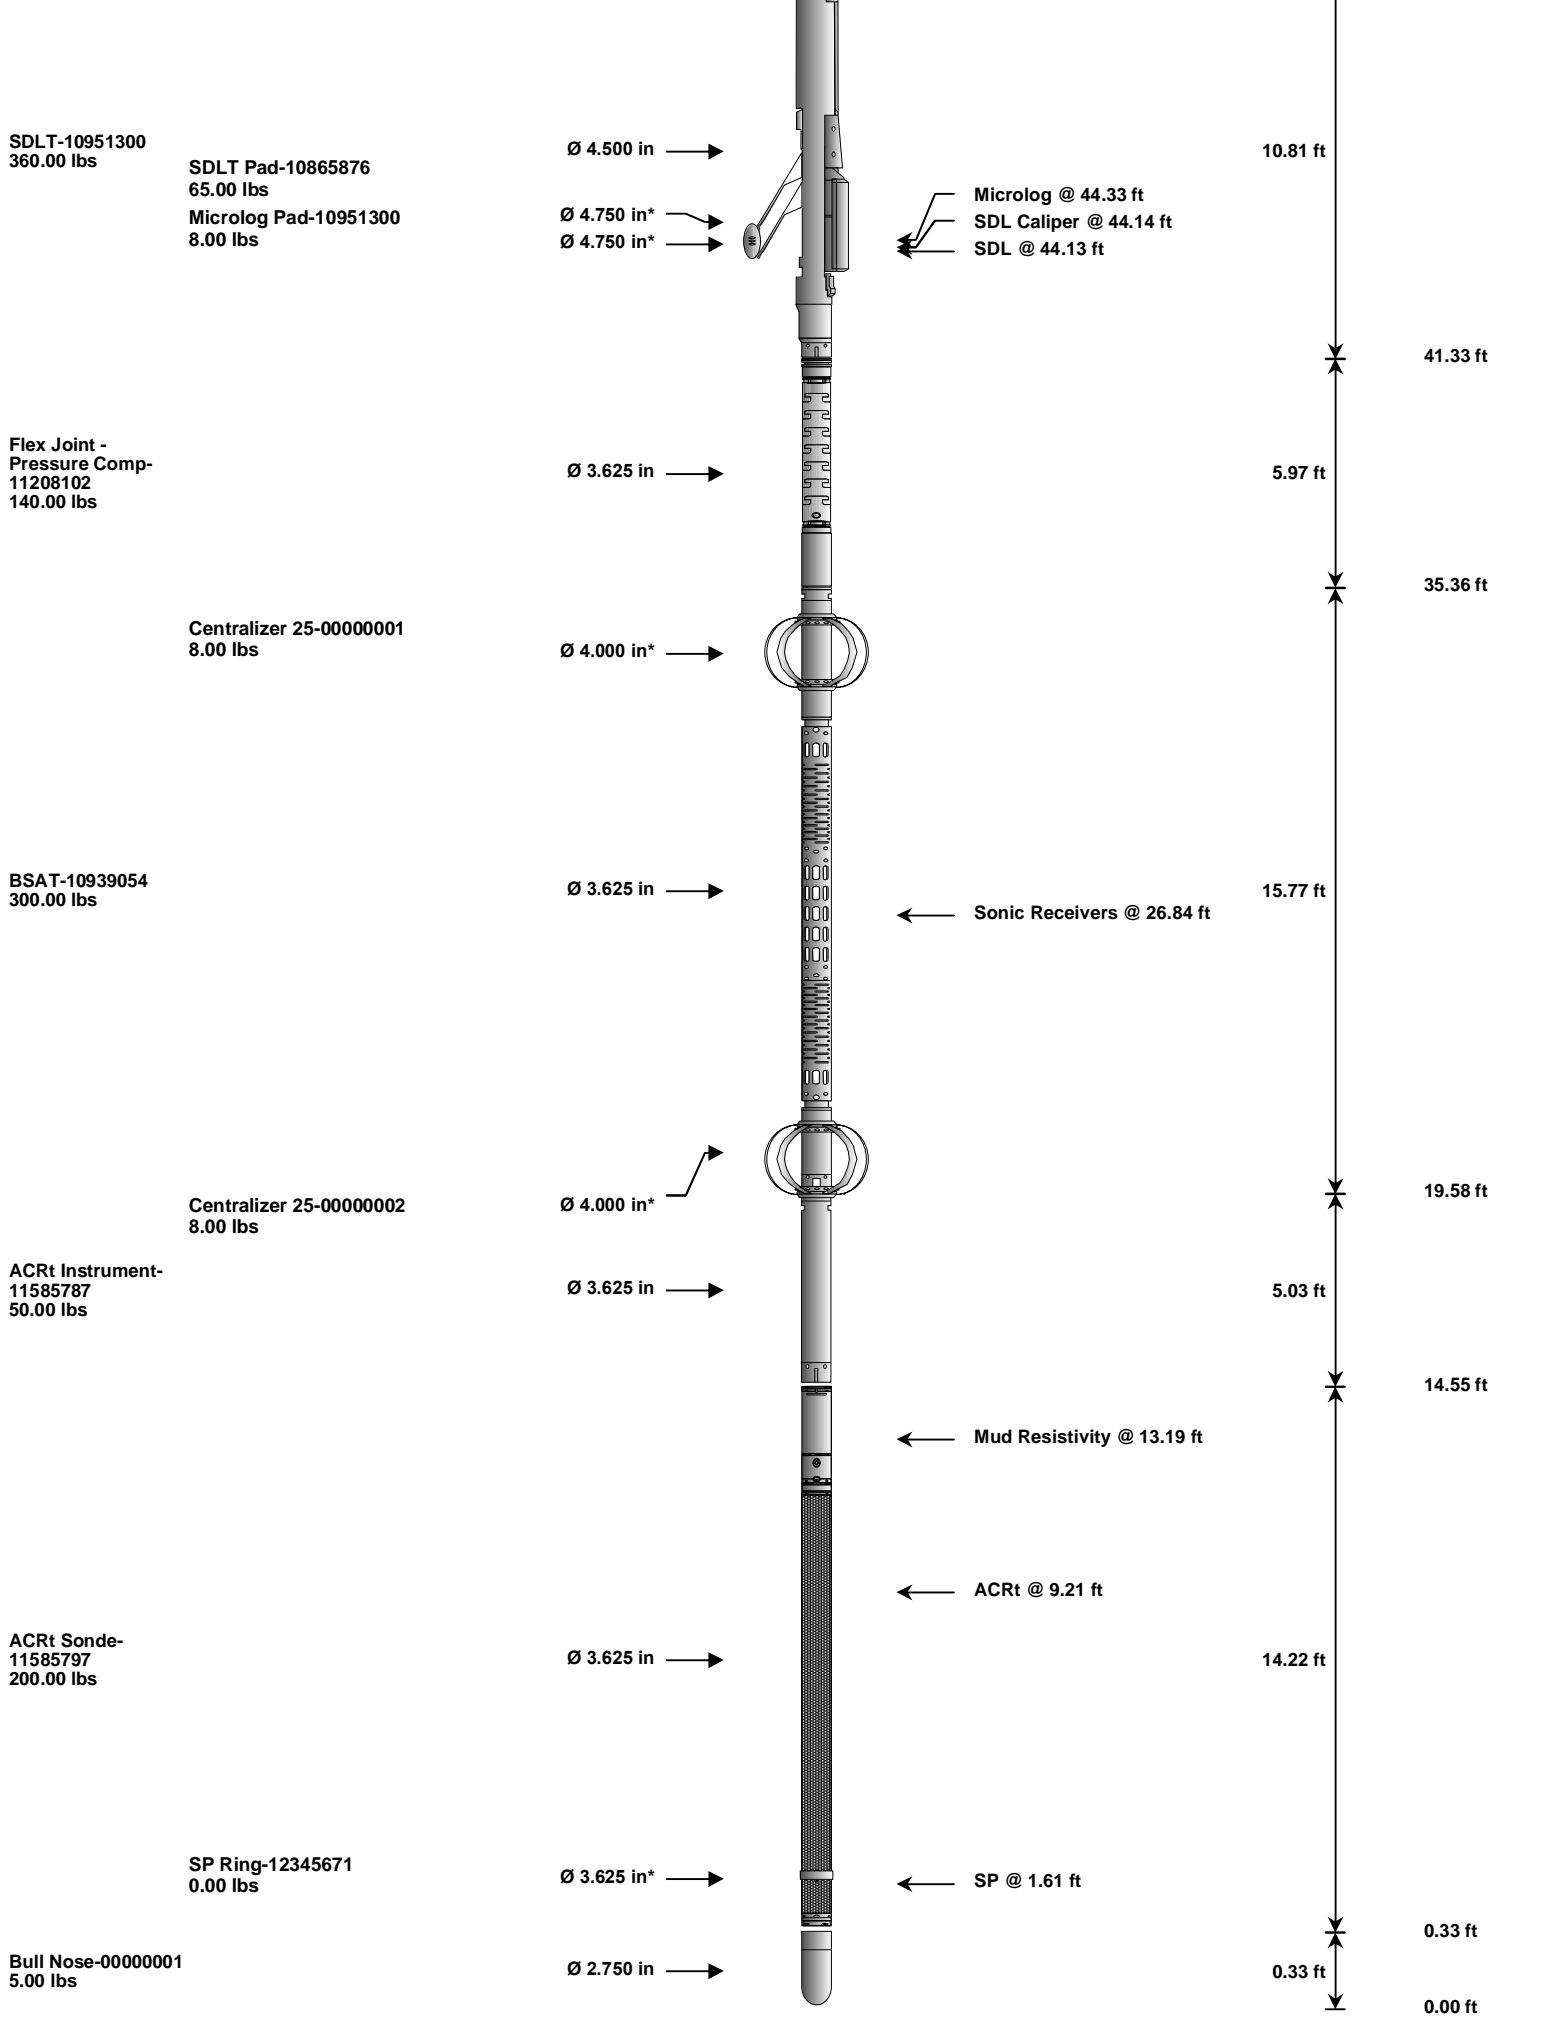 SDLT-10951300
360.00 lbs
SDLT Pad-10865876
65.00 lbs
Microlog Pad-10951300
8.00 lbs
Ø 4.500 in
Ø 4.750 in*
Ø 4.750 in*
Microlog @ 44.33 ft
SDL Caliper @ 44.14 ft
SDL @ 44.13 ft
10.81 ft
41.33 ft
Flex Joint -
Pressure Comp-
11208102
140.00 lbs
Ø 3.625 in
5.97 ft
35.36 ft
Centralizer 25-00000001
8.00 lbs
Ø 4.000 in*
BSAT-10939054
300.00 lbs
Ø 3.625 in
Sonic Receivers @ 26.84 ft
15.77 ft
19.58 ft
Centralizer 25-00000002
8.00 lbs
Ø 4.000 in*
ACRt Instrument-
11585787
50.00 lbs
Ø 3.625 in
5.03 ft
14.55 ft
Mud Resistivity @ 13.19 ft
ACRt @ 9.21 ft
ACRt Sonde-
11585797
200.00 lbs
Ø 3.625 in
14.22 ft
SP Ring-12345671
0.00 lbs
Ø 3.625 in*
SP @ 1.61 ft
0.33 ft
Bull Nose-00000001
5.00 lbs
Ø 2.750 in
0.33 ft
0.00 ft